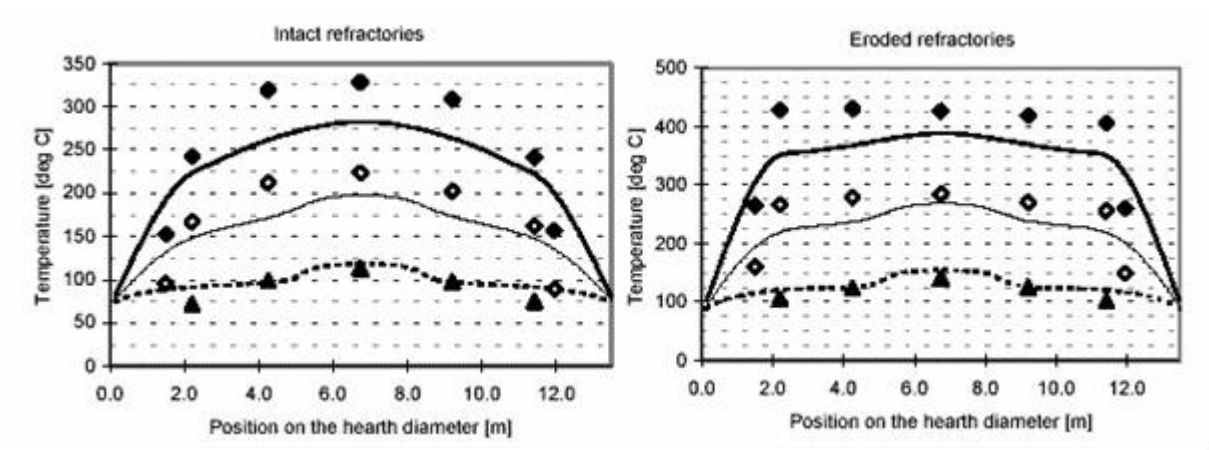 Intact refractories
350
300
250
200
150
100
50
0
Temperature [deg C]
0.0 2.0 4.0 6.0 8.0 10.0 12.0
Position on the hearth diameter [m]
Eroded refractories
500
400
300
200
100
0
Temperature [deg C]
0.0 2.0 4.0 6.0 8.0 10.0 12.0
Position on the hearth diameter [m]